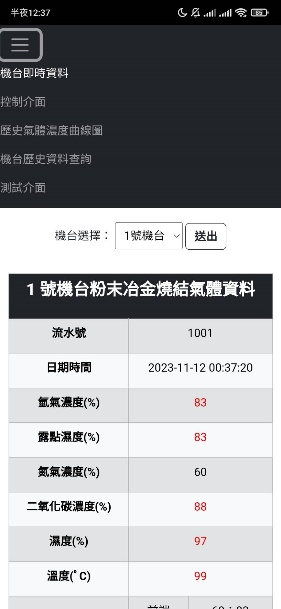 半夜12:37
機台即時資料
控制介面
歷史氣體濃度曲線圖
機台歷史資料查詢
測試介面
機台選擇： 1號機台 送出
1 號機台粉末冶金燒結氣體資料
流水號 1001
日期時間 2023-11-12 00:37:20
氫氣濃度(%) 83
露點濕度(%) 83
氮氣濃度(%) 60
二氧化碳濃度(%) 88
濕度(%) 97
溫度(°C) 99